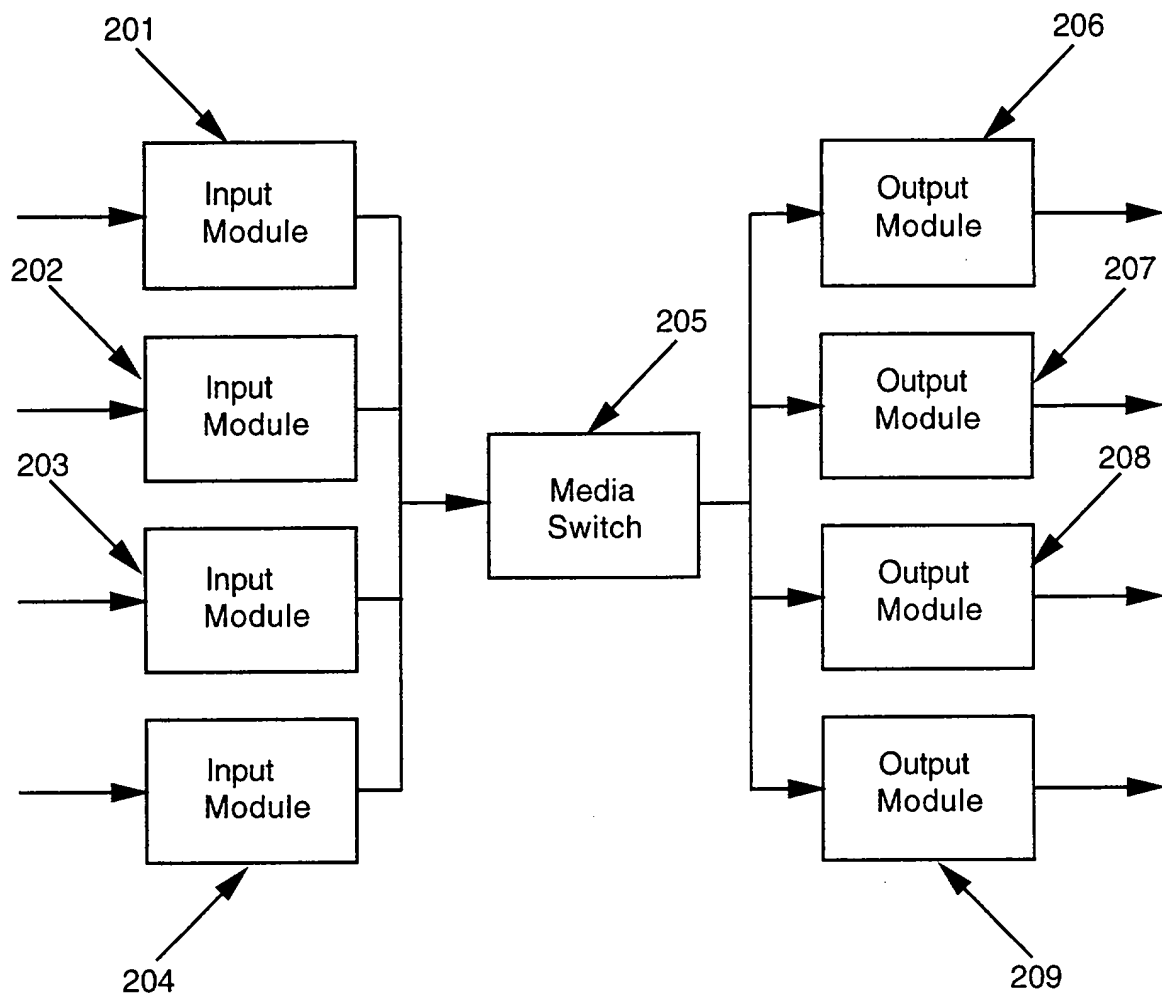 201
206
Input
Module
Output
Module
202
207
205
Input
Module
Output
Module
203
208
Media
Switch
Input
Module
Output
Module
Input
Module
Output
Module
204
209